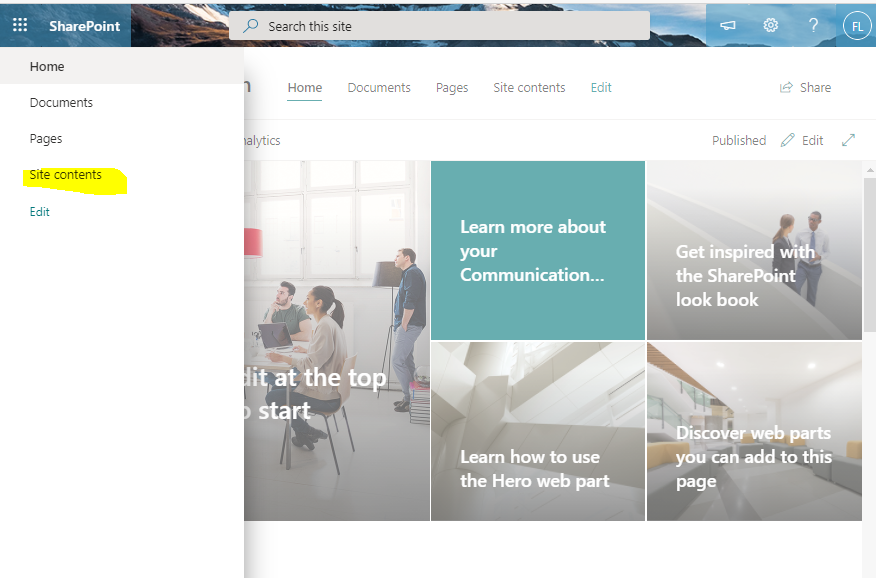 SharePoint
Search this site
?
FL
Home
Documents
Pages
Site contents
Edit
Home
Documents
Pages
Site contents
Edit
Share
Published
Edit
Learn more about
your
Communication...
Get inspired with
the SharePoint
look book
dit at the top
start
Learn how to use
the Hero web part
Discover web parts
you can add to this
page